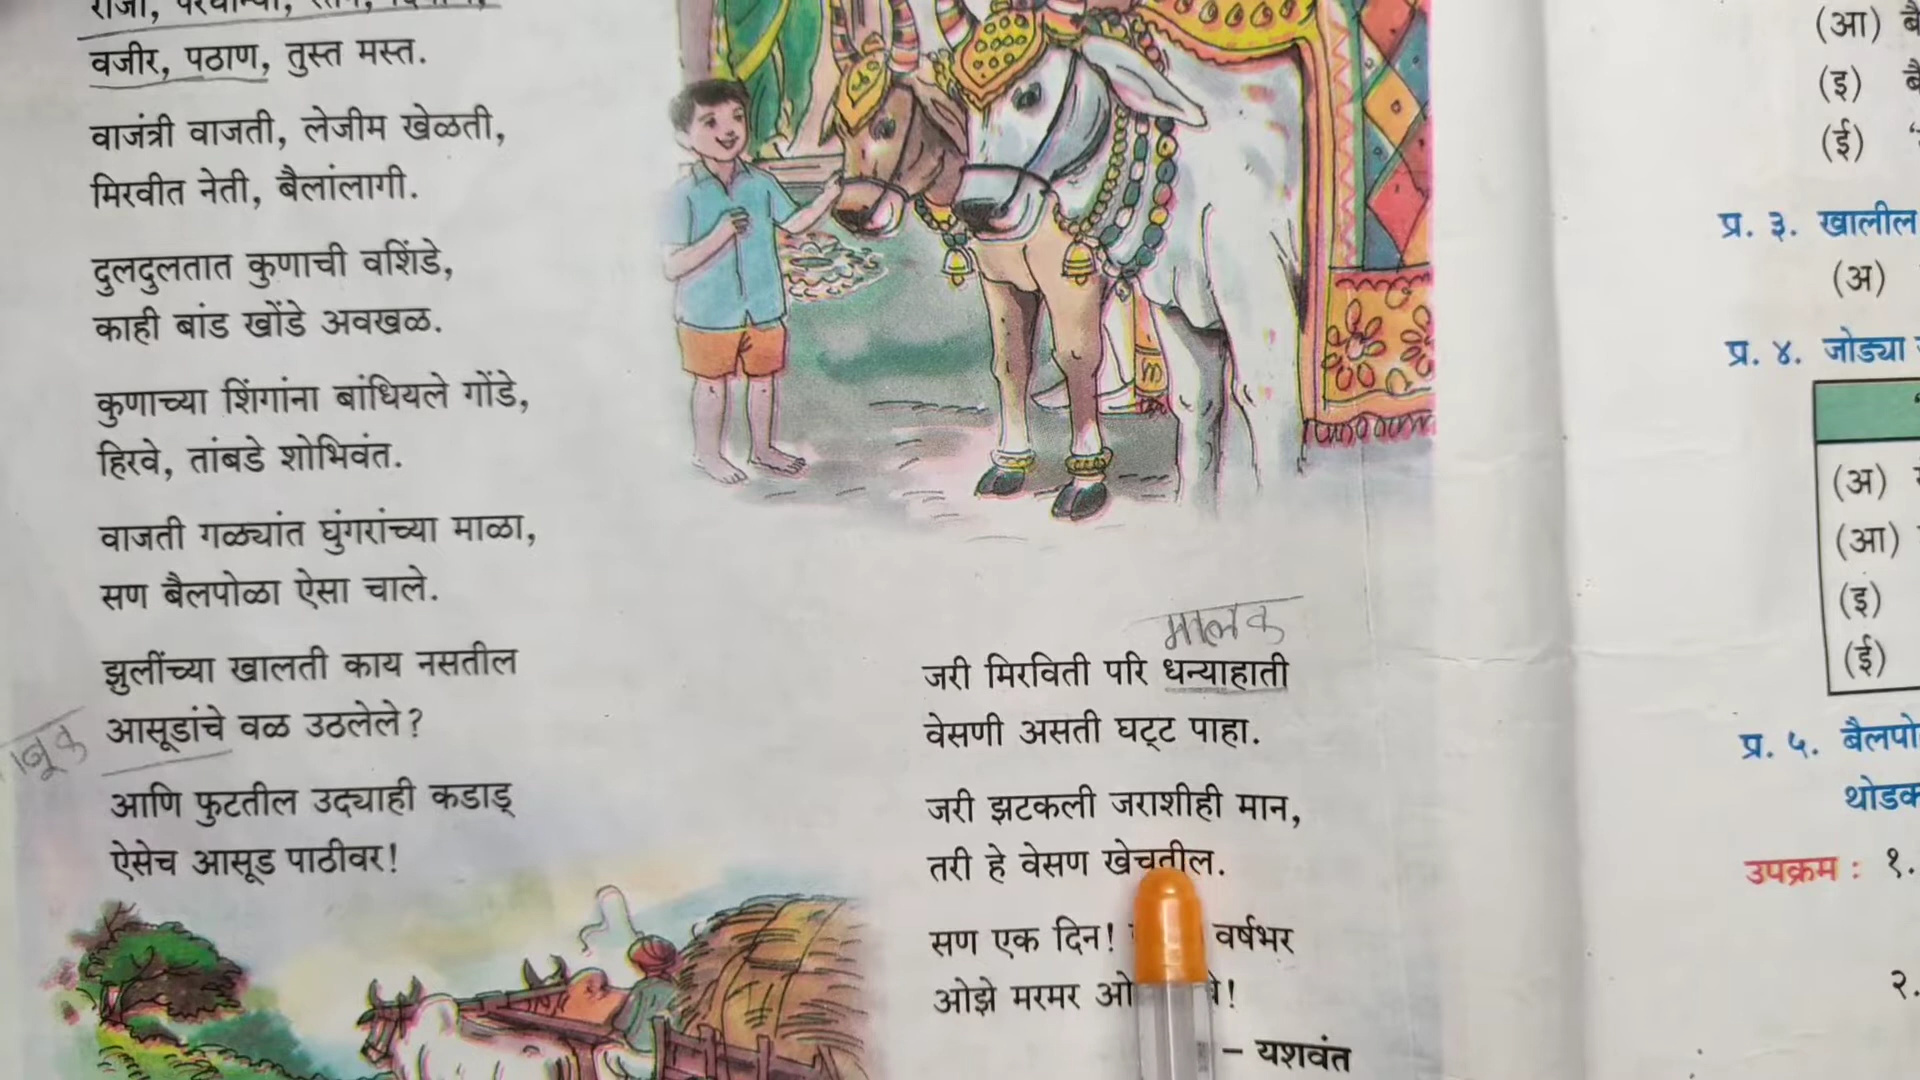 वजीर, पठाण, तुस्त मस्त.
वाजंत्री वाजती, लेजीम खेळती,
मिरवीत नेती, बैलांलागी.
दुलदुलतात कुणाची वशिंडे,
काही बांड खोंडे अवखळ.
कुणाच्या शिंगांना बांधियले गोंडे,
हिरवे, तांबडे शोभिवंत.
वाजती गळ्यांत घुंगरांच्या माळा,
सण बैलपोळा ऐसा चाले.
झुलींच्या खालती काय नसतील
आसूडांचे वळ उठलेले?
आणि फुटतील उद्याही कडाड्
ऐसेच आसूड पाठीवर!
मालक
जरी मिरविती परि धन्याहाती
वेसणी असती घट्ट पाहा.
जरी झटकली जराशीही मान,
तरी हे वेसण खेचतील.
सण एक दिन! वर्षभर
ओझे मरमर
– यशवंत
(आ)
(इ)
(ई)
प्र. ३. खालील
(अ)
प्र. ४. जोड्या
(अ)
(आ)
(इ)
(ई)
प्र. ५.
उपक्रम : १.
२.